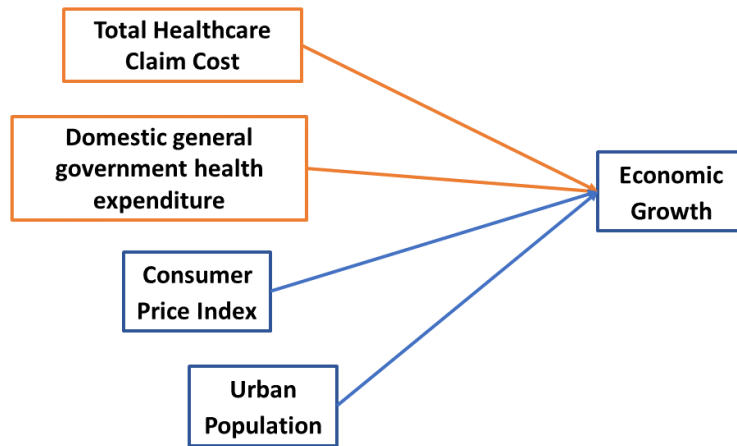 Total Healthcare
Claim Cost
Domestic general
government health
expenditure
Economic
Growth
Consumer
Price Index
Urban
Population